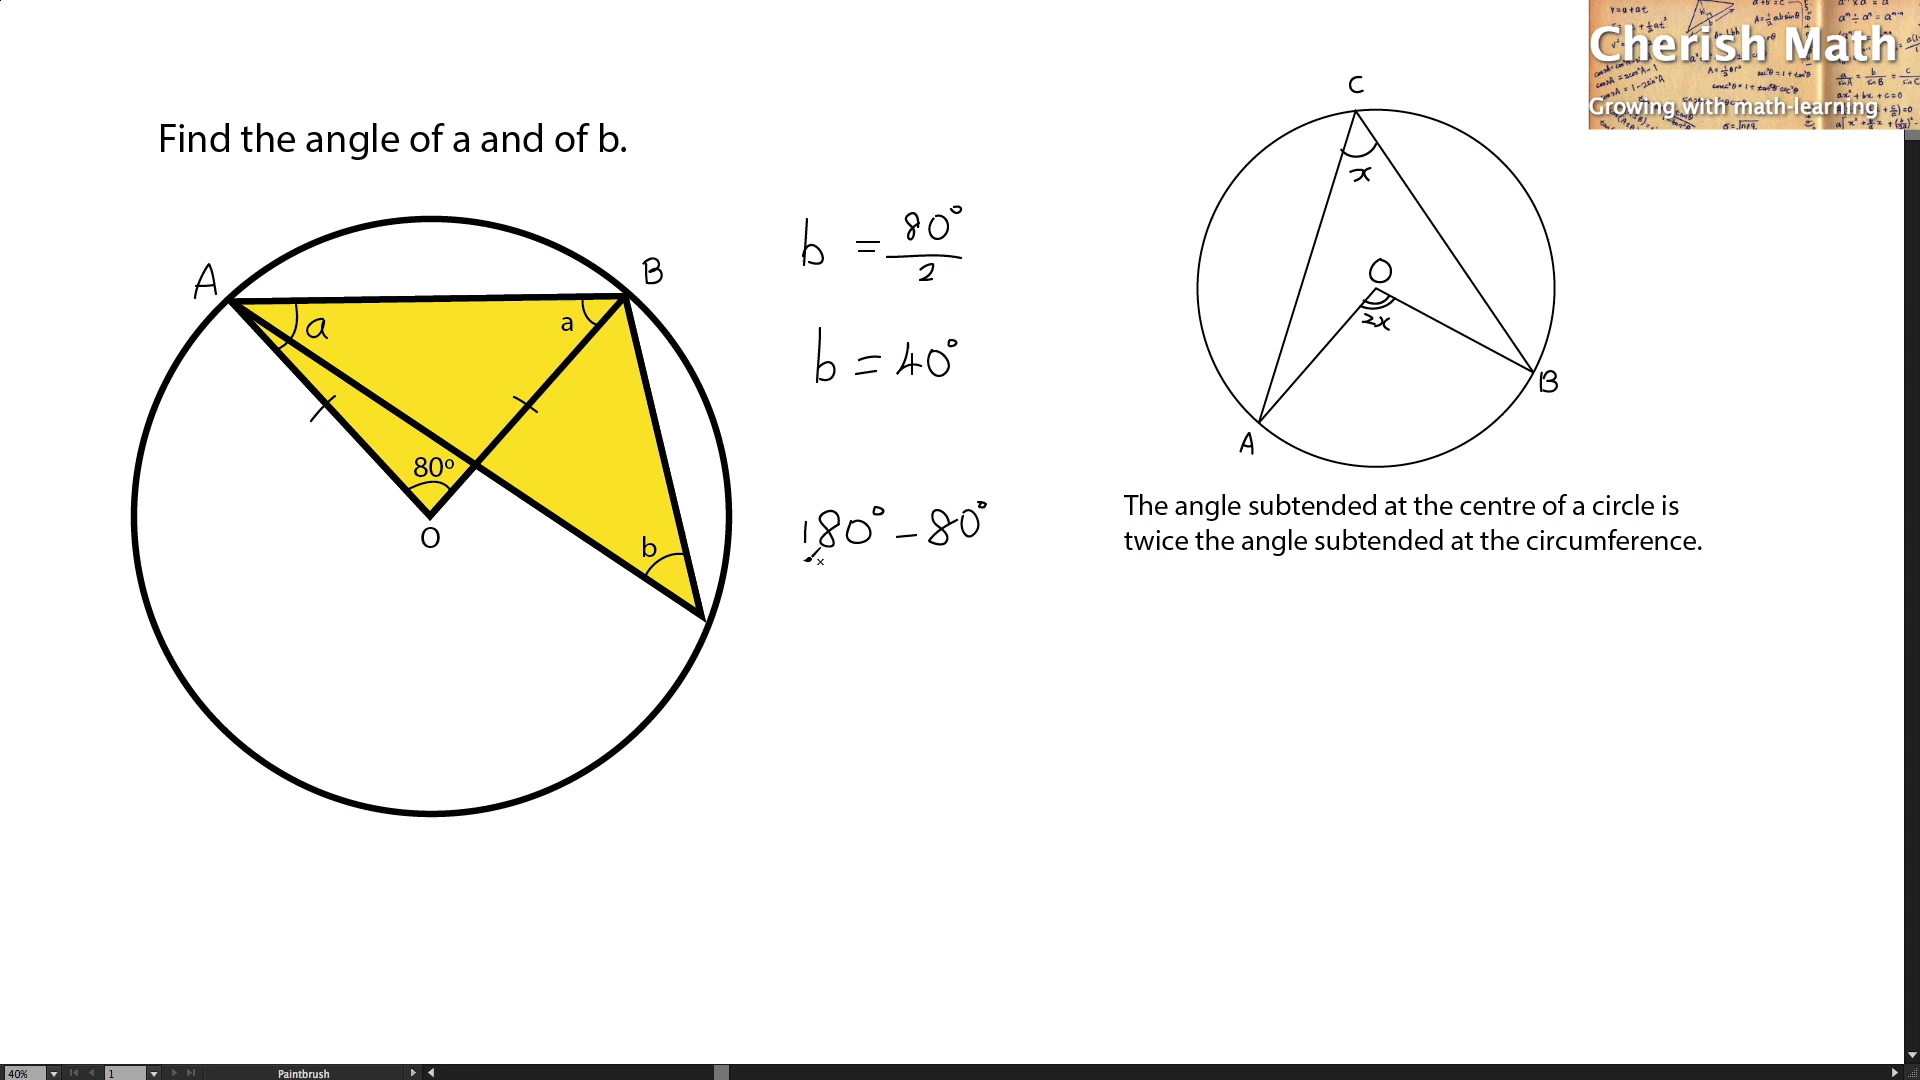 Cherish Math
Growing with math-learning
Find the angle of a and of b.
A
B
a
a
80°
O
b
b = 80° / 2
b = 40°
180° - 80°
C
x
O
2x
B
A
The angle subtended at the centre of a circle is
twice the angle subtended at the circumference.
40%
1
Paintbrush